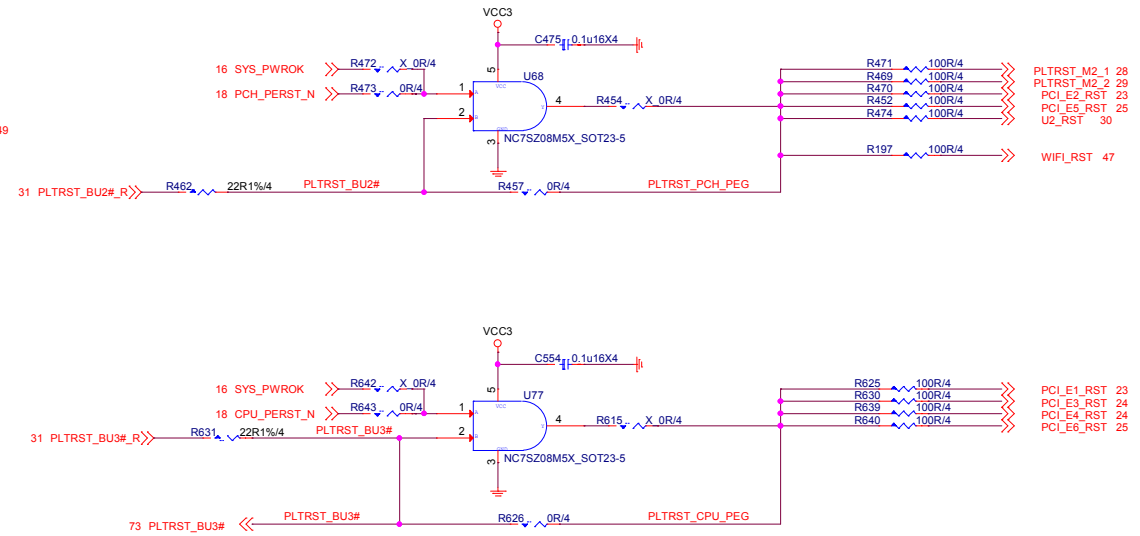 VCC3
C475 0.1u16X4
16 SYS_PWROK R472 X_0R/4
18 PCH_PERST_N R473 0R/4
5
VCC
U68
1
A
2
B
4
Y
GND
3
NC7SZ08M5X_SOT23-5
R454 X_0R/4
R471 100R/4 PLTRST_M2_1 28
R469 100R/4 PLTRST_M2_2 29
R470 100R/4 PCI_E2_RST 23
R452 100R/4 PCI_E5_RST 25
R474 100R/4 U2_RST 30
49
R197 100R/4 WIFI_RST 47
31 PLTRST_BU2#_R R462 22R1%/4 PLTRST_BU2# R457 0R/4 PLTRST_PCH_PEG
VCC3
C554 0.1u16X4
16 SYS_PWROK R642 X_0R/4
18 CPU_PERST_N R643 0R/4
5
VCC
U77
1
A
2
B
4
Y
GND
3
NC7SZ08M5X_SOT23-5
R615 X_0R/4
R625 100R/4 PCI_E1_RST 23
R630 100R/4 PCI_E3_RST 24
R639 100R/4 PCI_E4_RST 24
R640 100R/4 PCI_E6_RST 25
31 PLTRST_BU3#_R R631 22R1%/4 PLTRST_BU3#
73 PLTRST_BU3# PLTRST_BU3# R626 0R/4 PLTRST_CPU_PEG